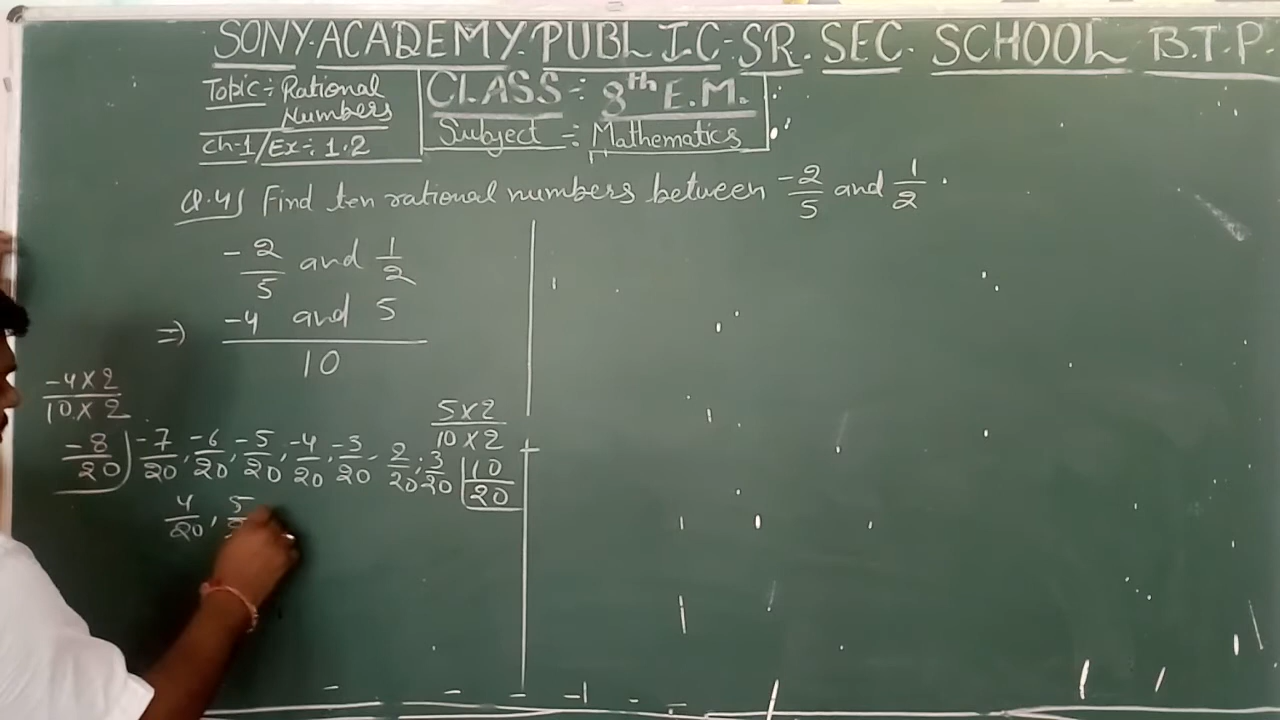 SONY ACADEMY PUBLIC SR. SEC. SCHOOL B.T.P.
Topic:- Rational Numbers
CLASS:- 8th E.M.
Ch-1/Ex:-1.2
Subject:- Mathematics
Q.4) Find ten rational numbers between -2/5 and 1/2.
-2/5 and 1/2
=) -4 and 5
10
-4×2/10×2
5×2/10×2
-8/20) -7/20, -6/20, -5/20, -4/20, -3/20, 2/20, 3/20 10/20
4/20, 5